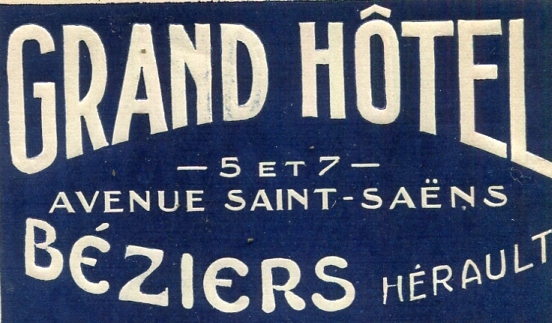 GRAND HÔTEL
— 5 ET 7 —
AVENUE SAINT-SAËNS
BÉZIERS HÉRAULT